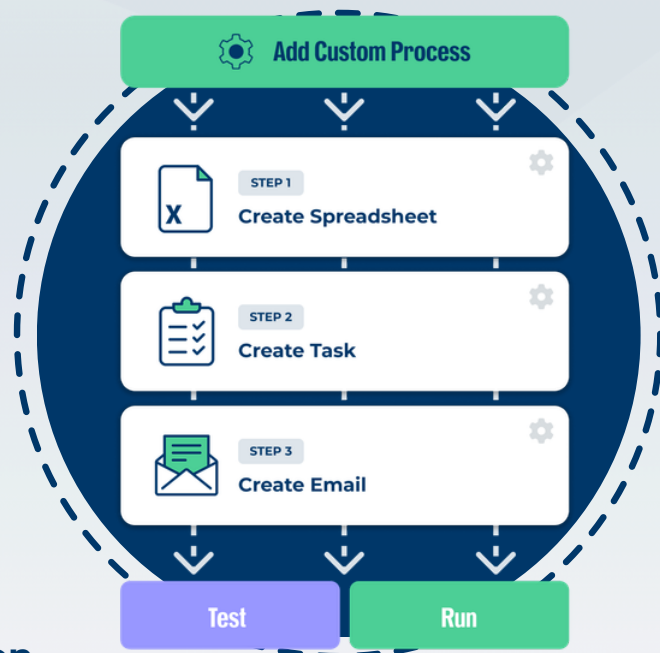 Add Custom Process
STEP 1
X
Create Spreadsheet
STEP 2
Create Task
STEP 3
Create Email
Test
Run